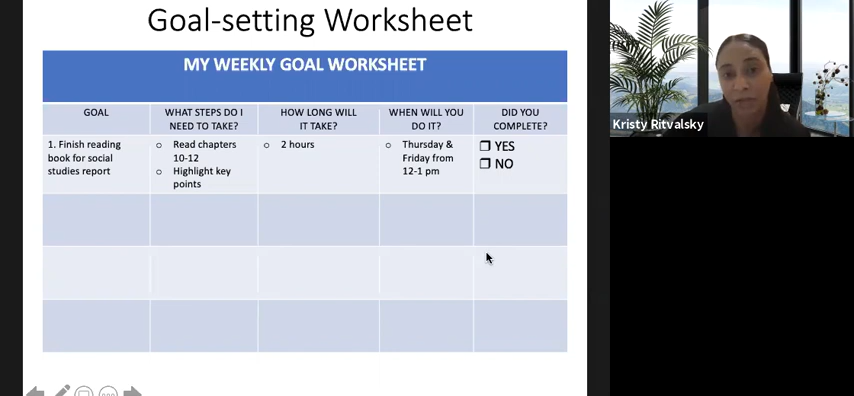 Goal-setting Worksheet
MY WEEKLY GOAL WORKSHEET
GOAL
WHAT STEPS DO I
NEED TO TAKE?
HOW LONG WILL
IT TAKE?
WHEN WILL YOU
DO IT?
DID YOU
COMPLETE?
1. Finish reading
book for social
studies report
o Read chapters
10-12
o Highlight key
points
o 2 hours
o Thursday &
Friday from
12-1 pm
❐ YES
❐ NO
Kristy Ritvalsky